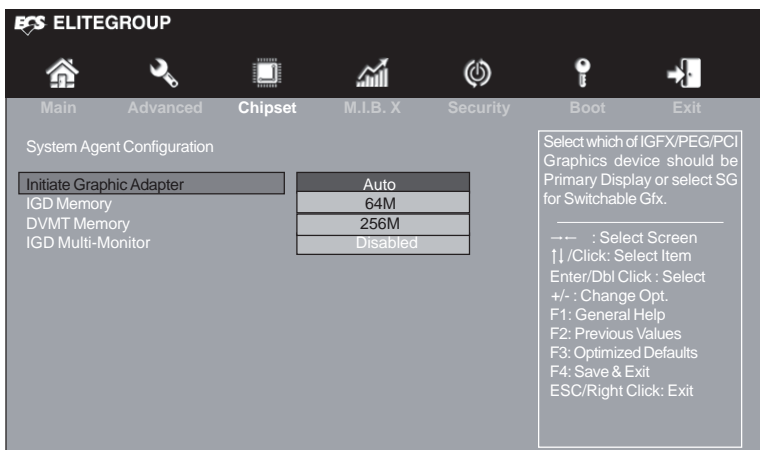 ECS ELITEGROUP
Main Advanced Chipset M.I.B. X Security Boot Exit
System Agent Configuration
Initiate Graphic Adapter Auto
IGD Memory 64M
DVMT Memory 256M
IGD Multi-Monitor Disabled
Select which of IGFX/PEG/PCI
Graphics device should be
Primary Display or select SG
for Switchable Gfx.
→← : Select Screen
↑↓/Click: Select Item
Enter/Dbl Click : Select
+/- : Change Opt.
F1: General Help
F2: Previous Values
F3: Optimized Defaults
F4: Save & Exit
ESC/Right Click: Exit